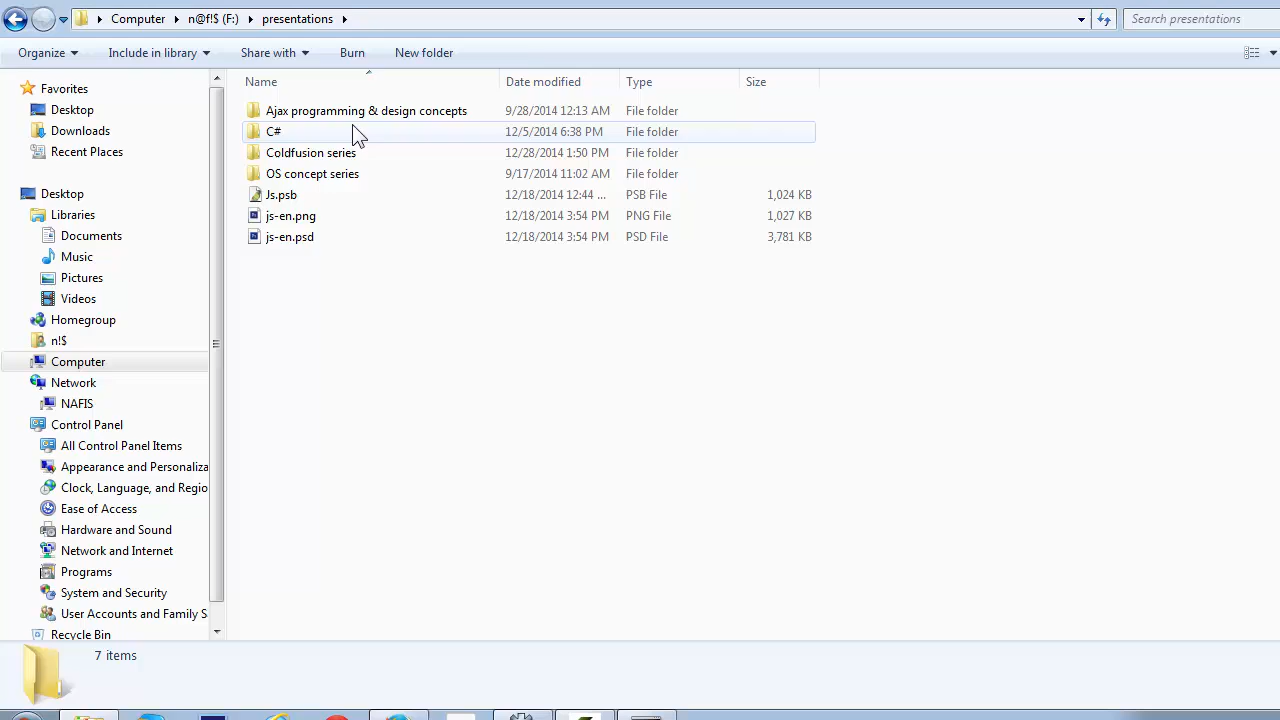 Computer n@f!$ (F:) presentations Search presentations
Organize Include in library Share with Burn New folder
Name Date modified Type Size
Ajax programming & design concepts 9/28/2014 12:13 AM File folder
C# 12/5/2014 6:38 PM File folder
Coldfusion series 12/28/2014 1:50 PM File folder
OS concept series 9/17/2014 11:02 AM File folder
Js.psb 12/18/2014 12:44 ... PSB File 1,024 KB
js-en.png 12/18/2014 3:54 PM PNG File 1,027 KB
js-en.psd 12/18/2014 3:54 PM PSD File 3,781 KB
Favorites
Desktop
Downloads
Recent Places
Desktop
Libraries
Documents
Music
Pictures
Videos
Homegroup
n!$
Computer
Network
NAFIS
Control Panel
All Control Panel Items
Appearance and Personaliza
Clock, Language, and Regio
Ease of Access
Hardware and Sound
Network and Internet
Programs
System and Security
User Accounts and Family S
Recycle Bin
7 items